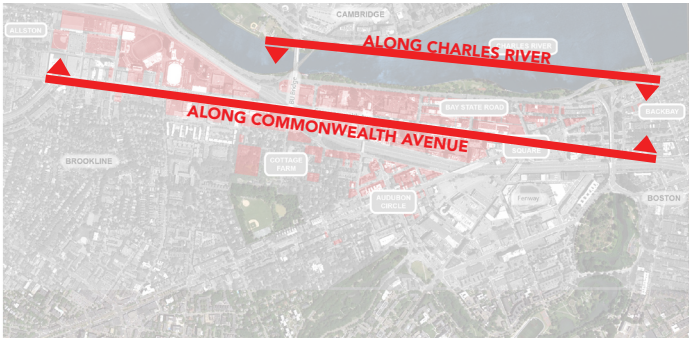 CAMBRIDGE
ALLSTON
ALONG CHARLES RIVER
BAY STATE ROAD
BACKBAY
ALONG COMMONWEALTH AVENUE
SQUARE
BROOKLINE
COTTAGE
FARM
AUDUBON
CIRCLE
Fenway
BOSTON